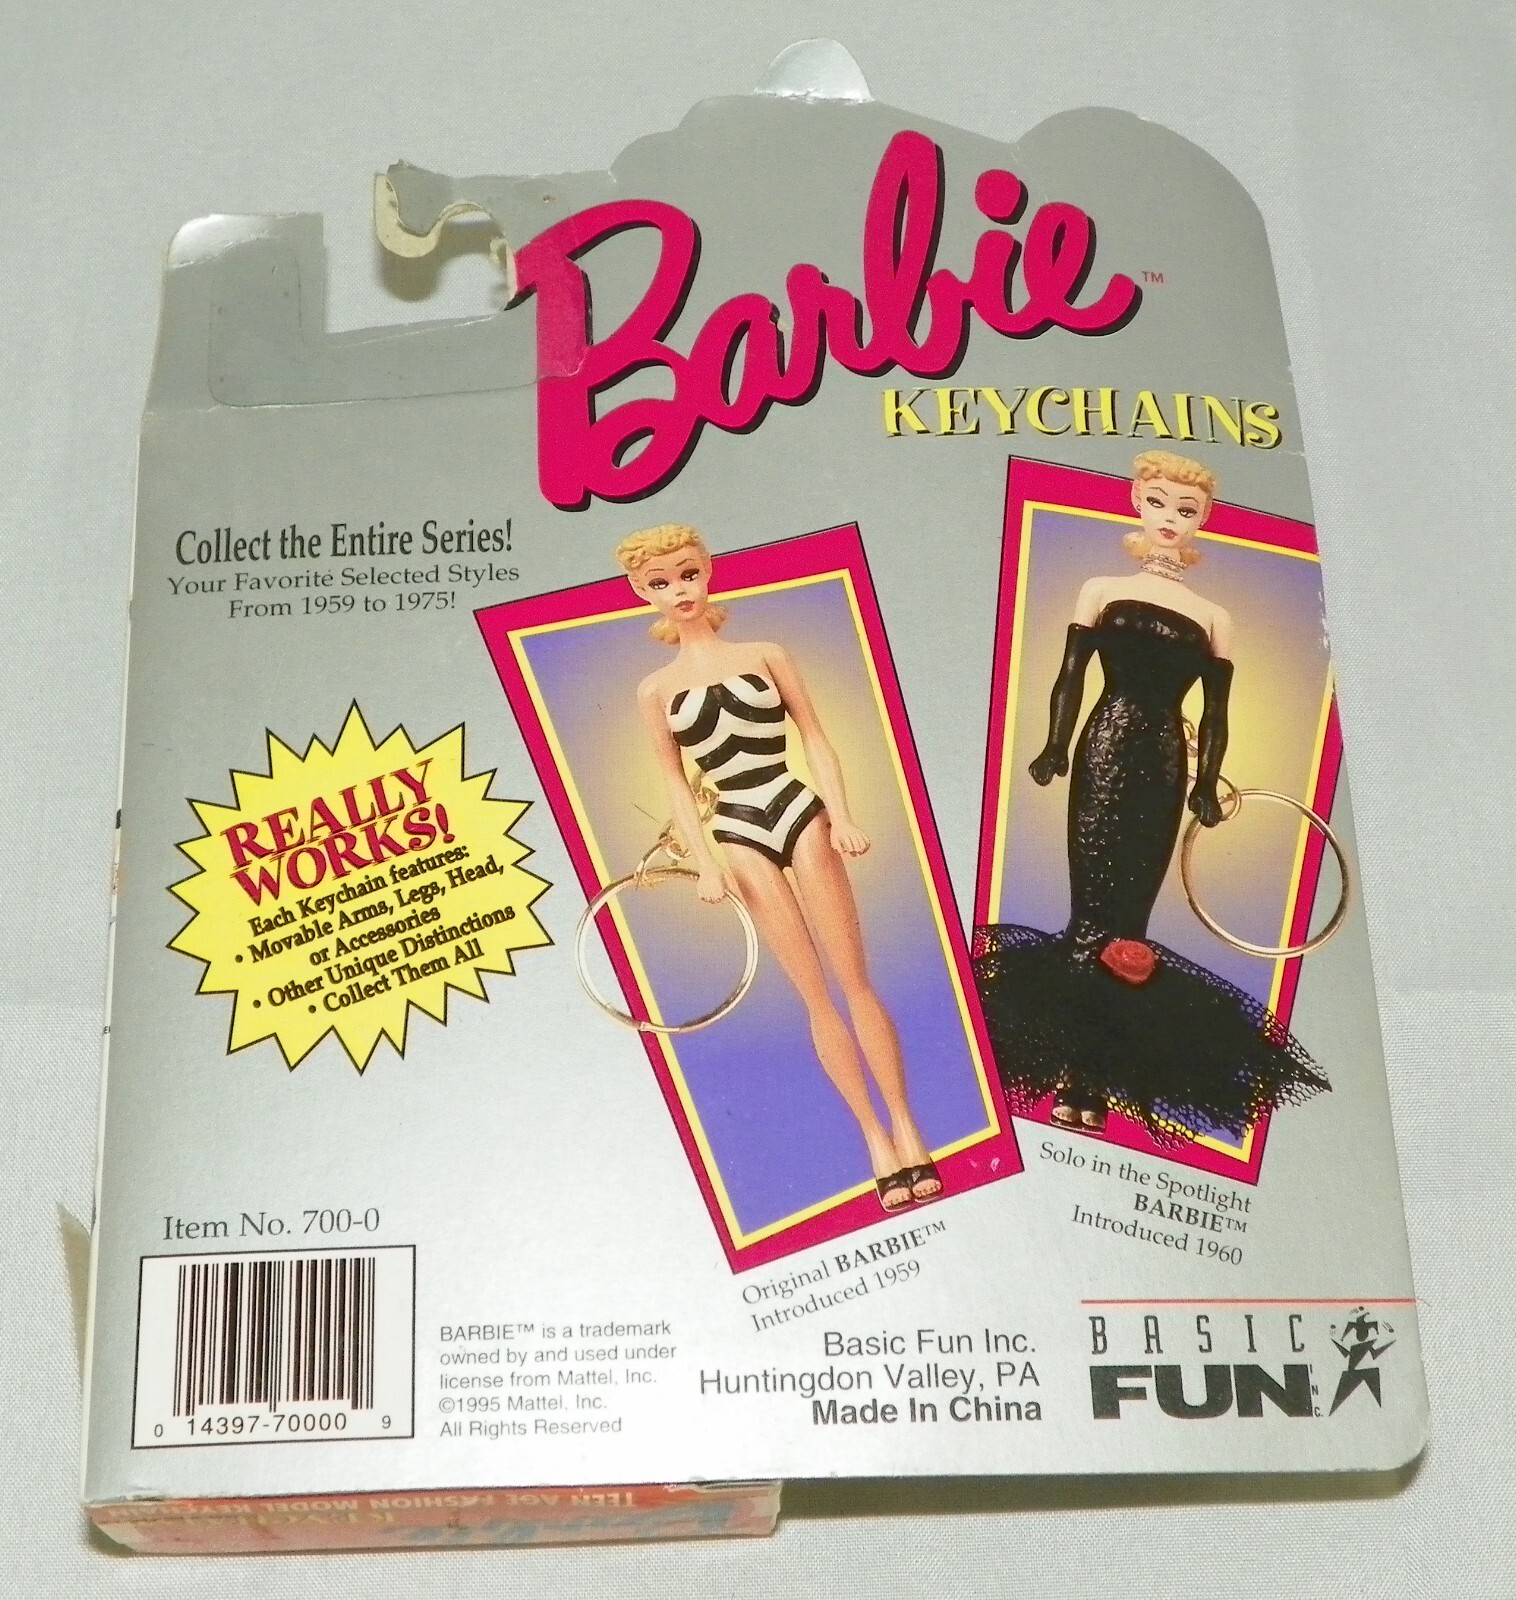 Barbie™
KEYCHAINS
Collect the Entire Series!
Your Favorite Selected Styles
From 1959 to 1975!
REALLY
WORKS!
Each Keychain features:
• Movable Arms, Legs, Head,
or Accessories
• Other Unique Distinctions
• Collect Them All
Solo in the Spotlight
BARBIE™
Introduced 1960
Original BARBIE™
Introduced 1959
Item No. 700-0
0 14397-70000 9
BARBIE™ is a trademark
owned by and used under
license from Mattel, Inc.
©1995 Mattel, Inc.
All Rights Reserved
Basic Fun Inc.
Huntingdon Valley, PA
Made In China
BASIC
FUN INC.
TEEN AGE FASHION MODEL KEYCHAIN
KEYCHAIN
Barbie